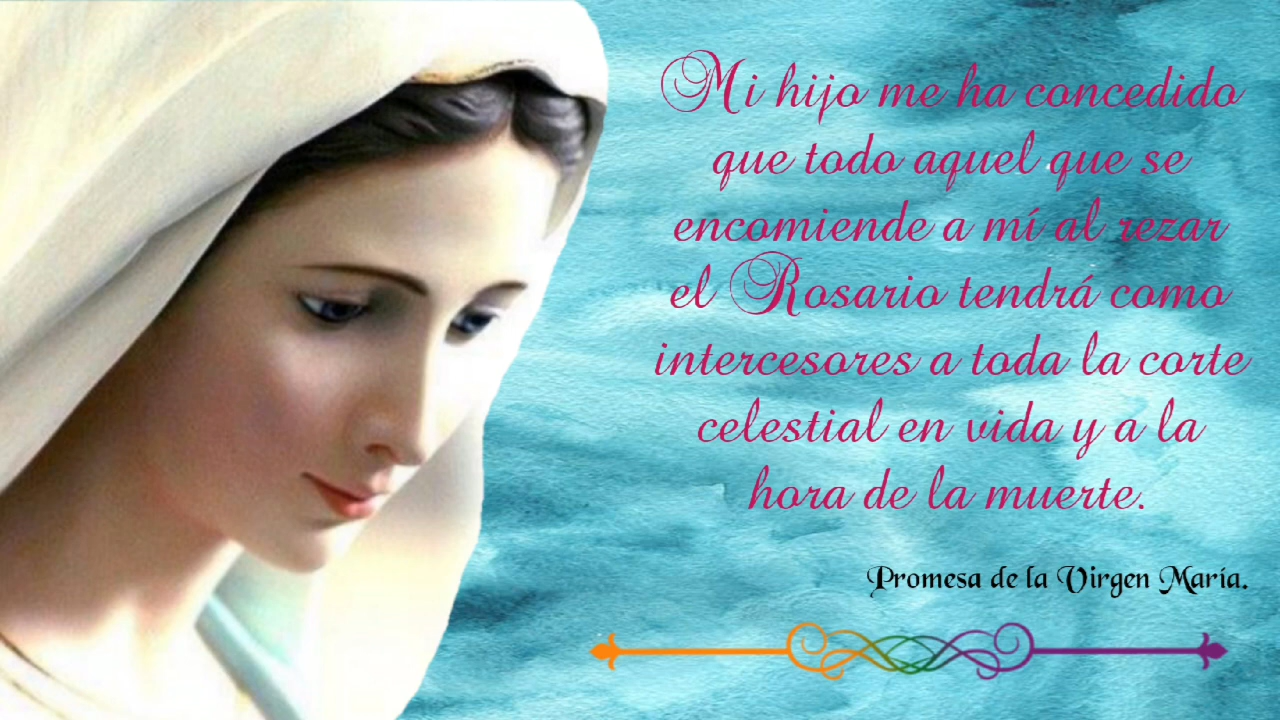 Mi hijo me ha concedido
que todo aquel que se
encomiende a mí al rezar
el Rosario tendrá como
intercesores a toda la corte
celestial en vida y a la
hora de la muerte.
Promesa de la Virgen María.